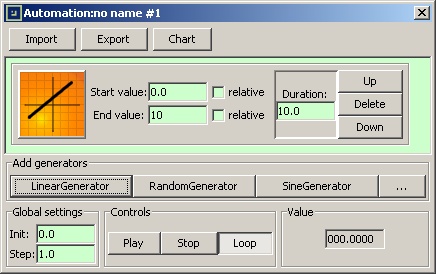 Automation:no name #1
Import Export Chart
Start value: 0.0 relative
End value: 10 relative
Duration:
10.0
Up
Delete
Down
Add generators
LinearGenerator RandomGenerator SineGenerator ...
Global settings
Init: 0.0
Step: 1.0
Controls
Play Stop Loop
Value
000.0000